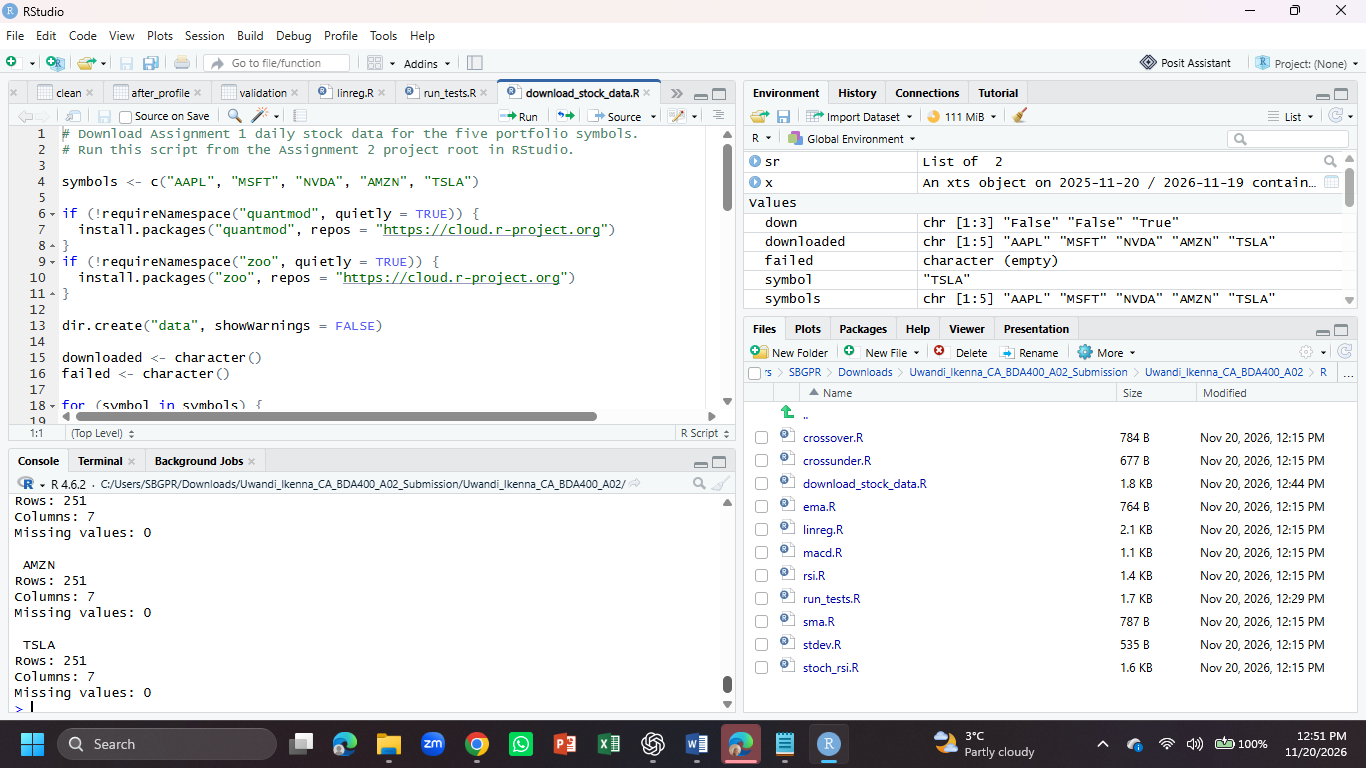 RStudio
File Edit Code View Plots Session Build Debug Profile Tools Help
Go to file/function Addins Posit Assistant Project: (None)
clean after_profile validation linreg.R run_tests.R download_stock_data.R
Source on Save Run Source
1 # Download Assignment 1 daily stock data for the five portfolio symbols.
2 # Run this script from the Assignment 2 project root in RStudio.
3
4 symbols <- c("AAPL", "MSFT", "NVDA", "AMZN", "TSLA")
5
6 if (!requireNamespace("quantmod", quietly = TRUE)) {
7 install.packages("quantmod", repos = "https://cloud.r-project.org")
8 }
9 if (!requireNamespace("zoo", quietly = TRUE)) {
10 install.packages("zoo", repos = "https://cloud.r-project.org")
11 }
12
13 dir.create("data", showWarnings = FALSE)
14
15 downloaded <- character()
16 failed <- character()
17
18 for (symbol in symbols) {
19
1:1 (Top Level) R Script
Console Terminal Background Jobs
R 4.6.2 · C:/Users/SBGPR/Downloads/Uwandi_Ikenna_CA_BDA400_A02_Submission/Uwandi_Ikenna_CA_BDA400_A02/
Rows: 251
Columns: 7
Missing values: 0
AMZN
Rows: 251
Columns: 7
Missing values: 0
TSLA
Rows: 251
Columns: 7
Missing values: 0
>
Environment History Connections Tutorial
Import Dataset 111 MiB List
R Global Environment
sr List of 2
x An xts object on 2025-11-20 / 2026-11-19 contain…
Values
down chr [1:3] "False" "False" "True"
downloaded chr [1:5] "AAPL" "MSFT" "NVDA" "AMZN" "TSLA"
failed character (empty)
symbol "TSLA"
symbols chr [1:5] "AAPL" "MSFT" "NVDA" "AMZN" "TSLA"
Files Plots Packages Help Viewer Presentation
New Folder New File Delete Rename More
rs SBGPR Downloads Uwandi_Ikenna_CA_BDA400_A02_Submission Uwandi_Ikenna_CA_BDA400_A02 R ...
Name Size Modified
..
crossover.R 784 B Nov 20, 2026, 12:15 PM
crossunder.R 677 B Nov 20, 2026, 12:15 PM
download_stock_data.R 1.8 KB Nov 20, 2026, 12:44 PM
ema.R 764 B Nov 20, 2026, 12:15 PM
linreg.R 2.1 KB Nov 20, 2026, 12:15 PM
macd.R 1.1 KB Nov 20, 2026, 12:15 PM
rsi.R 1.4 KB Nov 20, 2026, 12:15 PM
run_tests.R 1.7 KB Nov 20, 2026, 12:29 PM
sma.R 787 B Nov 20, 2026, 12:15 PM
stdev.R 535 B Nov 20, 2026, 12:15 PM
stoch_rsi.R 1.6 KB Nov 20, 2026, 12:15 PM
Search
3°C
Partly cloudy
100%
12:51 PM
11/20/2026